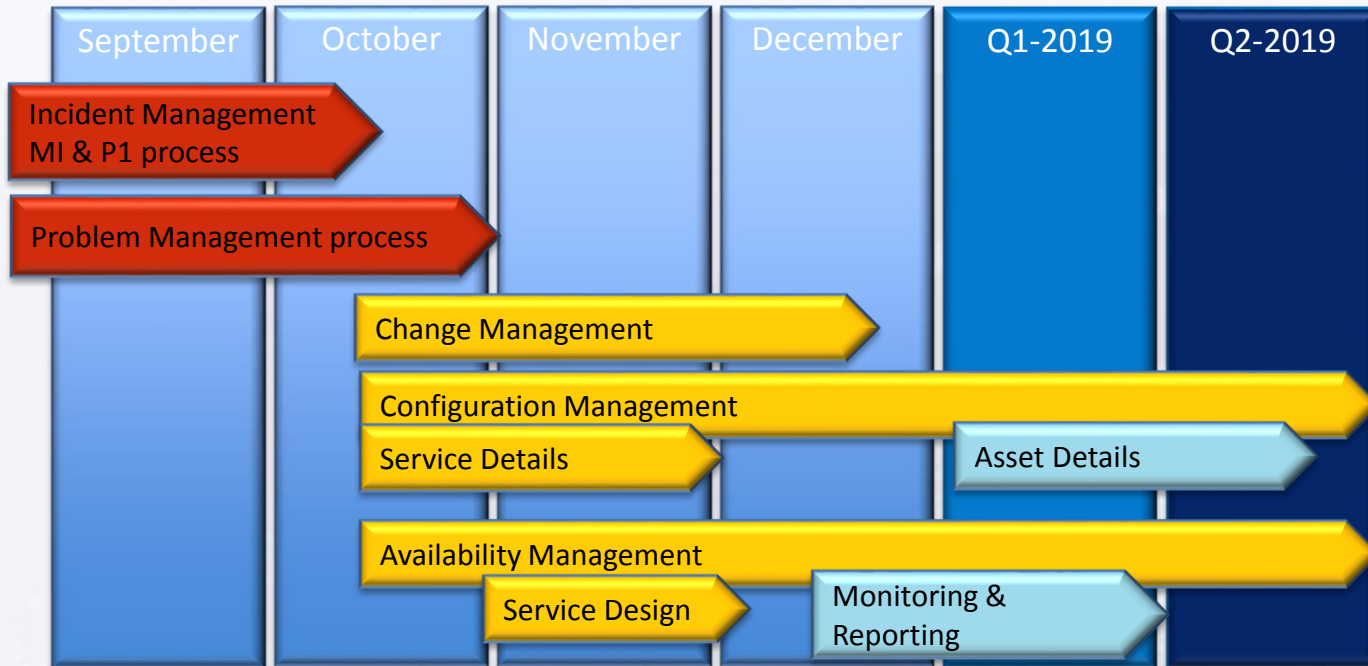 September
October
November
December
Q1-2019
Q2-2019
Incident Management
MI & P1 process
Problem Management process
Change Management
Configuration Management
Service Details
Asset Details
Availability Management
Service Design
Monitoring &
Reporting